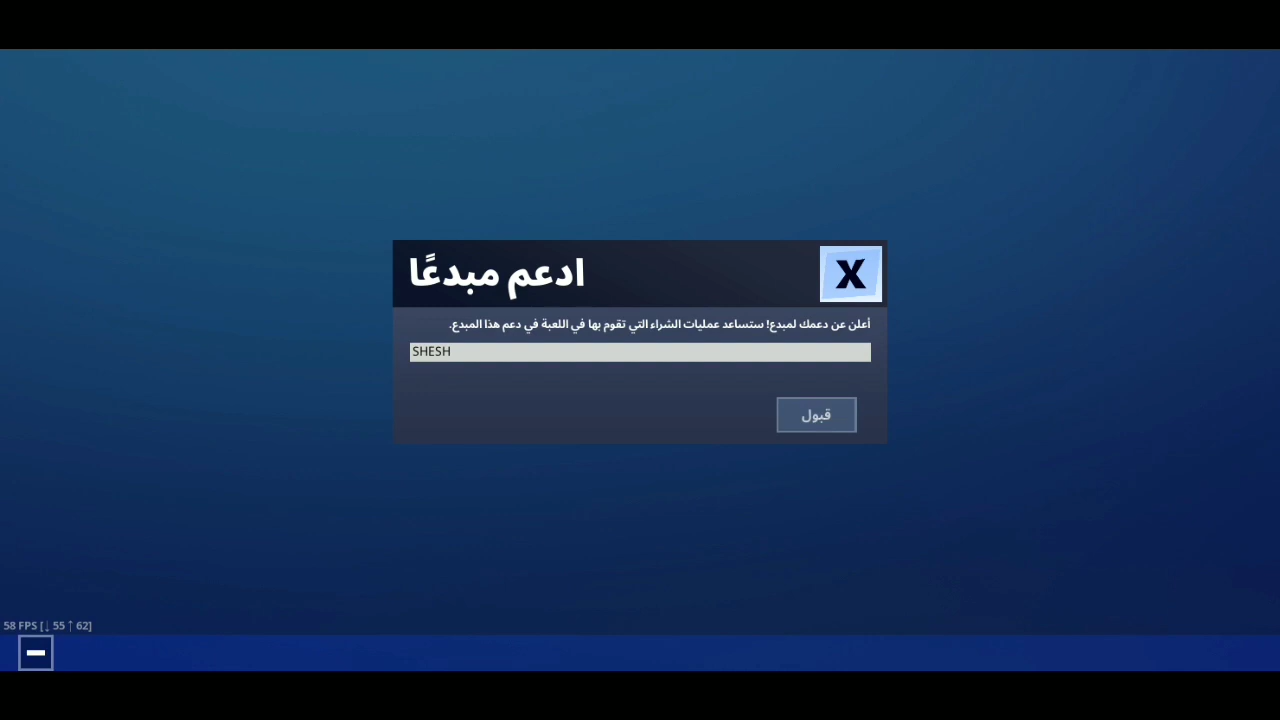 ادعم مبدعًا
X
أعلن عن دعمك لمبدع! ستساعد عمليات الشراء التي تقوم بها في اللعبة في دعم هذا المبدع.
SHESH
قبول
58 FPS [↓ 55 ↑ 62]